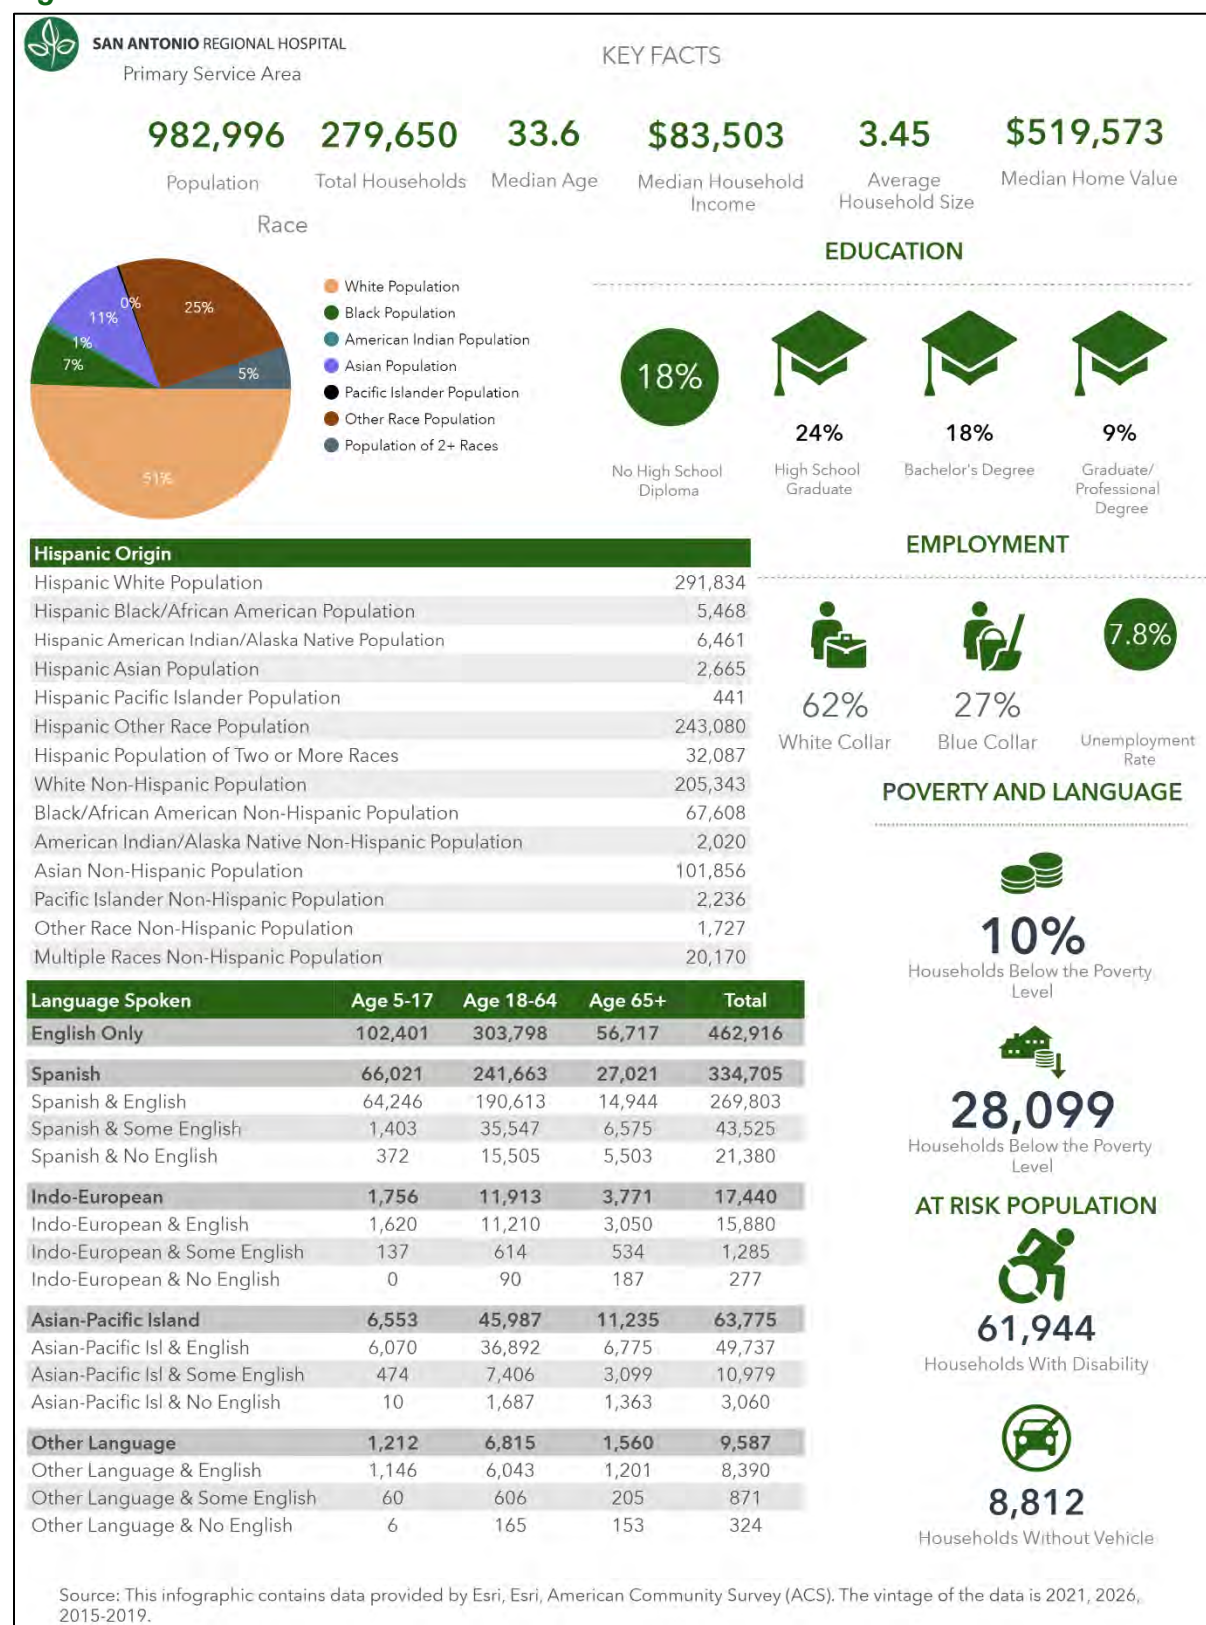 SAN ANTONIO REGIONAL HOSPITAL
Primary Service Area
KEY FACTS
982,996
Population
279,650
Total Households
33.6
Median Age
$83,503
Median Household
Income
3.45
Average
Household Size
$519,573
Median Home Value
Race
0%
25%
11%
1%
7%
5%
51%
White Population
Black Population
American Indian Population
Asian Population
Pacific Islander Population
Other Race Population
Population of 2+ Races
EDUCATION
18%
No High School
Diploma
24%
High School
Graduate
18%
Bachelor's Degree
9%
Graduate/
Professional
Degree
Hispanic Origin
Hispanic White Population 291,834
Hispanic Black/African American Population 5,468
Hispanic American Indian/Alaska Native Population 6,461
Hispanic Asian Population 2,665
Hispanic Pacific Islander Population 441
Hispanic Other Race Population 243,080
Hispanic Population of Two or More Races 32,087
White Non-Hispanic Population 205,343
Black/African American Non-Hispanic Population 67,608
American Indian/Alaska Native Non-Hispanic Population 2,020
Asian Non-Hispanic Population 101,856
Pacific Islander Non-Hispanic Population 2,236
Other Race Non-Hispanic Population 1,727
Multiple Races Non-Hispanic Population 20,170
EMPLOYMENT
62%
White Collar
27%
Blue Collar
7.8%
Unemployment
Rate
Language Spoken Age 5-17 Age 18-64 Age 65+ Total
English Only 102,401 303,798 56,717 462,916
Spanish 66,021 241,663 27,021 334,705
Spanish & English 64,246 190,613 14,944 269,803
Spanish & Some English 1,403 35,547 6,575 43,525
Spanish & No English 372 15,505 5,503 21,380
Indo-European 1,756 11,913 3,771 17,440
Indo-European & English 1,620 11,210 3,050 15,880
Indo-European & Some English 137 614 534 1,285
Indo-European & No English 0 90 187 277
Asian-Pacific Island 6,553 45,987 11,235 63,775
Asian-Pacific Isl & English 6,070 36,892 6,775 49,737
Asian-Pacific Isl & Some English 474 7,406 3,099 10,979
Asian-Pacific Isl & No English 10 1,687 1,363 3,060
Other Language 1,212 6,815 1,560 9,587
Other Language & English 1,146 6,043 1,201 8,390
Other Language & Some English 60 606 205 871
Other Language & No English 6 165 153 324
POVERTY AND LANGUAGE
10%
Households Below the Poverty
Level
28,099
Households Below the Poverty
Level
AT RISK POPULATION
61,944
Households With Disability
8,812
Households Without Vehicle
Source: This infographic contains data provided by Esri, Esri, American Community Survey (ACS). The vintage of the data is 2021, 2026,
2015-2019.